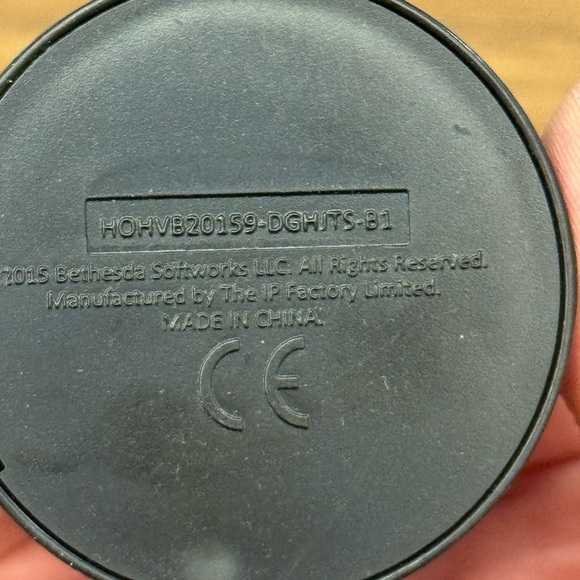 HOHVB20159-DGHJTS-B1
2015 Bethesda Softworks LLC. All Rights Reserved.
Manufactured by The IP Factory Limited.
MADE IN CHINA.
CE